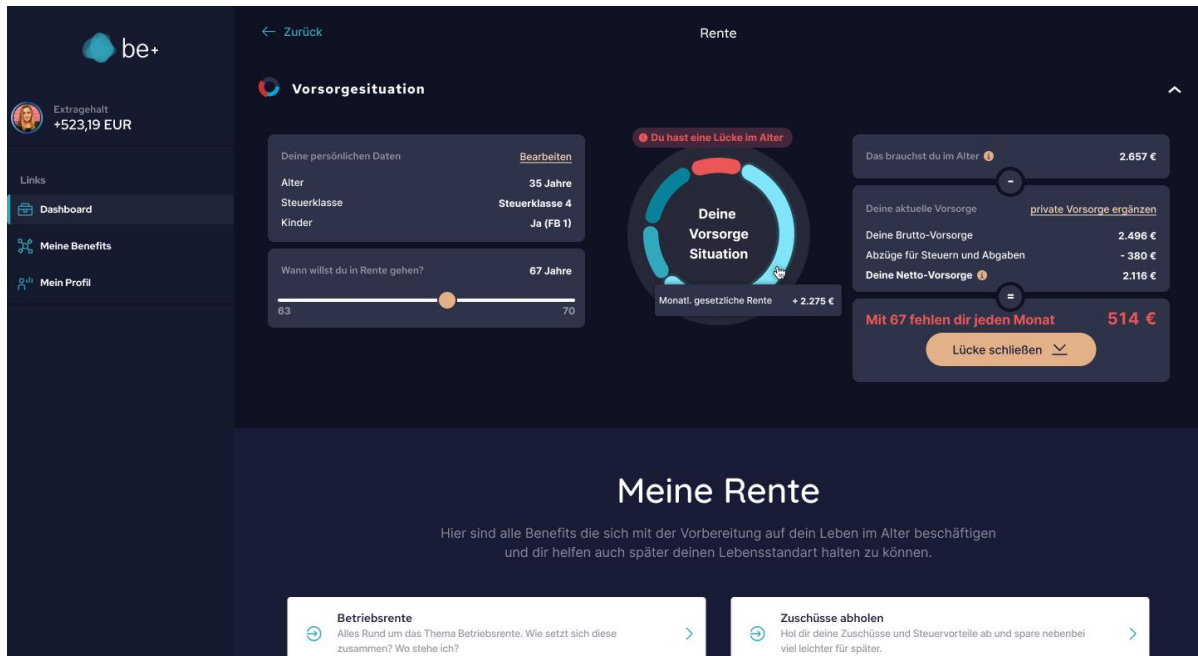 be+
Extragehalt
+523,19 EUR
Links
Dashboard
Meine Benefits
Mein Profil
← Zurück
Rente
Vorsorgesituation
Deine persönlichen Daten Bearbeiten
Alter 35 Jahre
Steuerklasse Steuerklasse 4
Kinder Ja (FB 1)
Wann willst du in Rente gehen? 67 Jahre
63 70
Du hast eine Lücke im Alter
Deine
Vorsorge
Situation
Monatl. gesetzliche Rente + 2.275 €
Das brauchst du im Alter 2.657 €
-
Deine aktuelle Vorsorge private Vorsorge ergänzen
Deine Brutto-Vorsorge 2.496 €
Abzüge für Steuern und Abgaben - 380 €
Deine Netto-Vorsorge 2.116 €
=
Mit 67 fehlen dir jeden Monat 514 €
Lücke schließen
Meine Rente
Hier sind alle Benefits die sich mit der Vorbereitung auf dein Leben im Alter beschäftigen
und dir helfen auch später deinen Lebensstandart halten zu können.
Betriebsrente
Alles Rund um das Thema Betriebsrente. Wie setzt sich diese
zusammen? Wo stehe ich?
Zuschüsse abholen
Hol dir deine Zuschüsse und Steuervorteile ab und spare nebenbei
viel leichter für später.